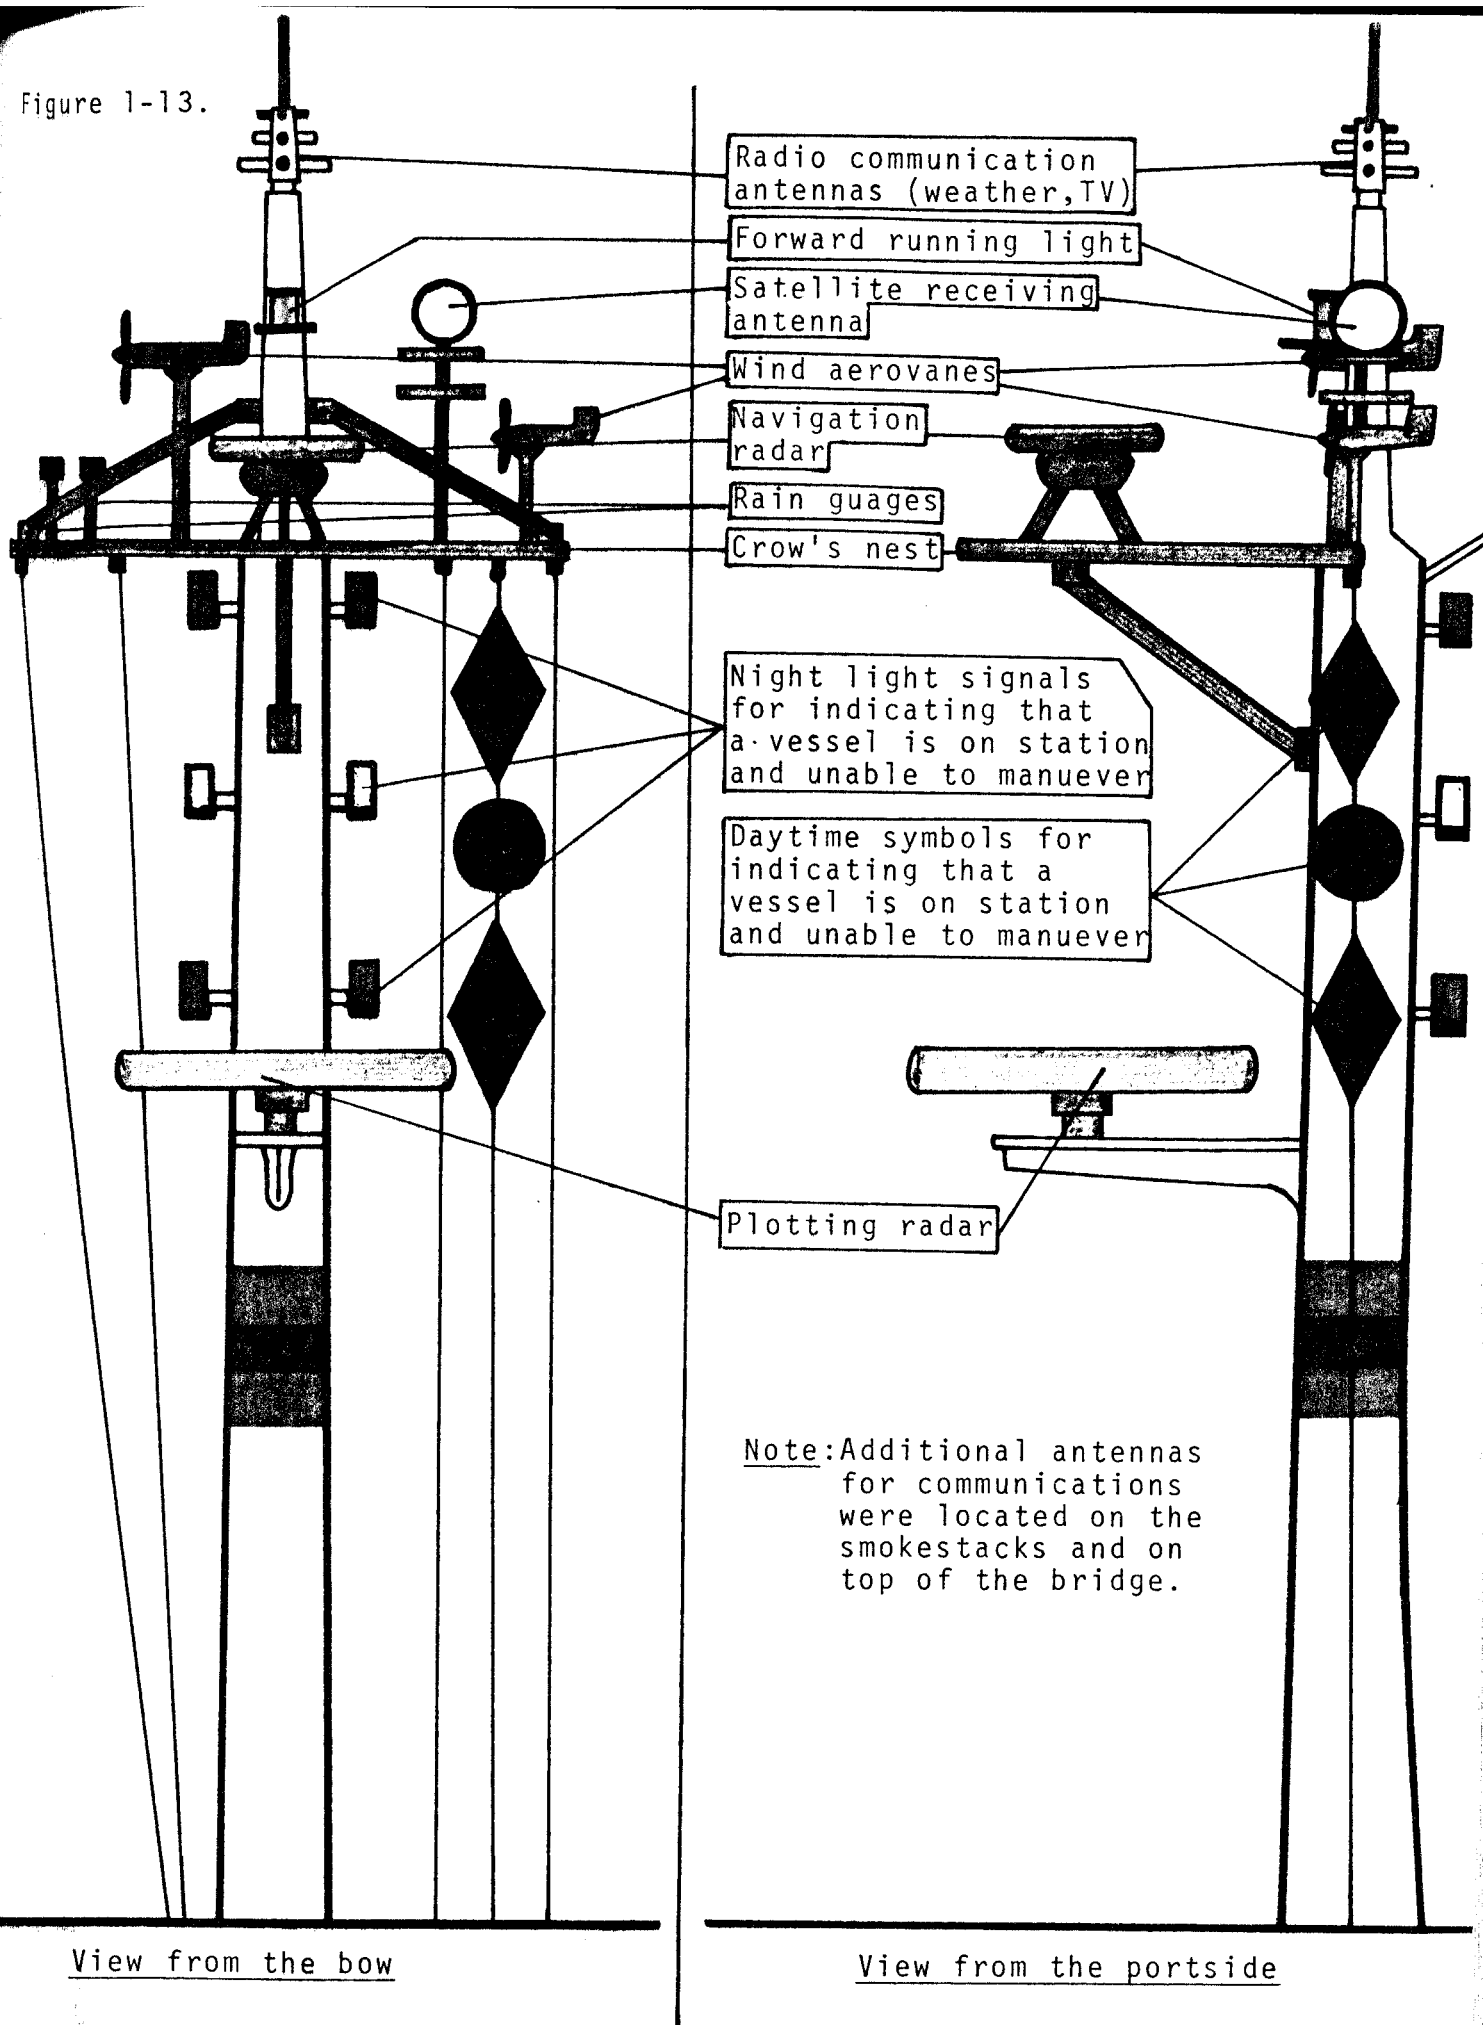 Figure 1-13.
Radio communication
antennas (weather,TV)
Forward running light
Satellite receiving
antenna
Wind aerovanes
Navigation
radar
Rain guages
Crow's nest
Night light signals
for indicating that
a vessel is on station
and unable to manuever
Daytime symbols for
indicating that a
vessel is on station
and unable to manuever
Plotting radar
Note:Additional antennas
for communications
were located on the
smokestacks and on
top of the bridge.
View from the bow
View from the portside